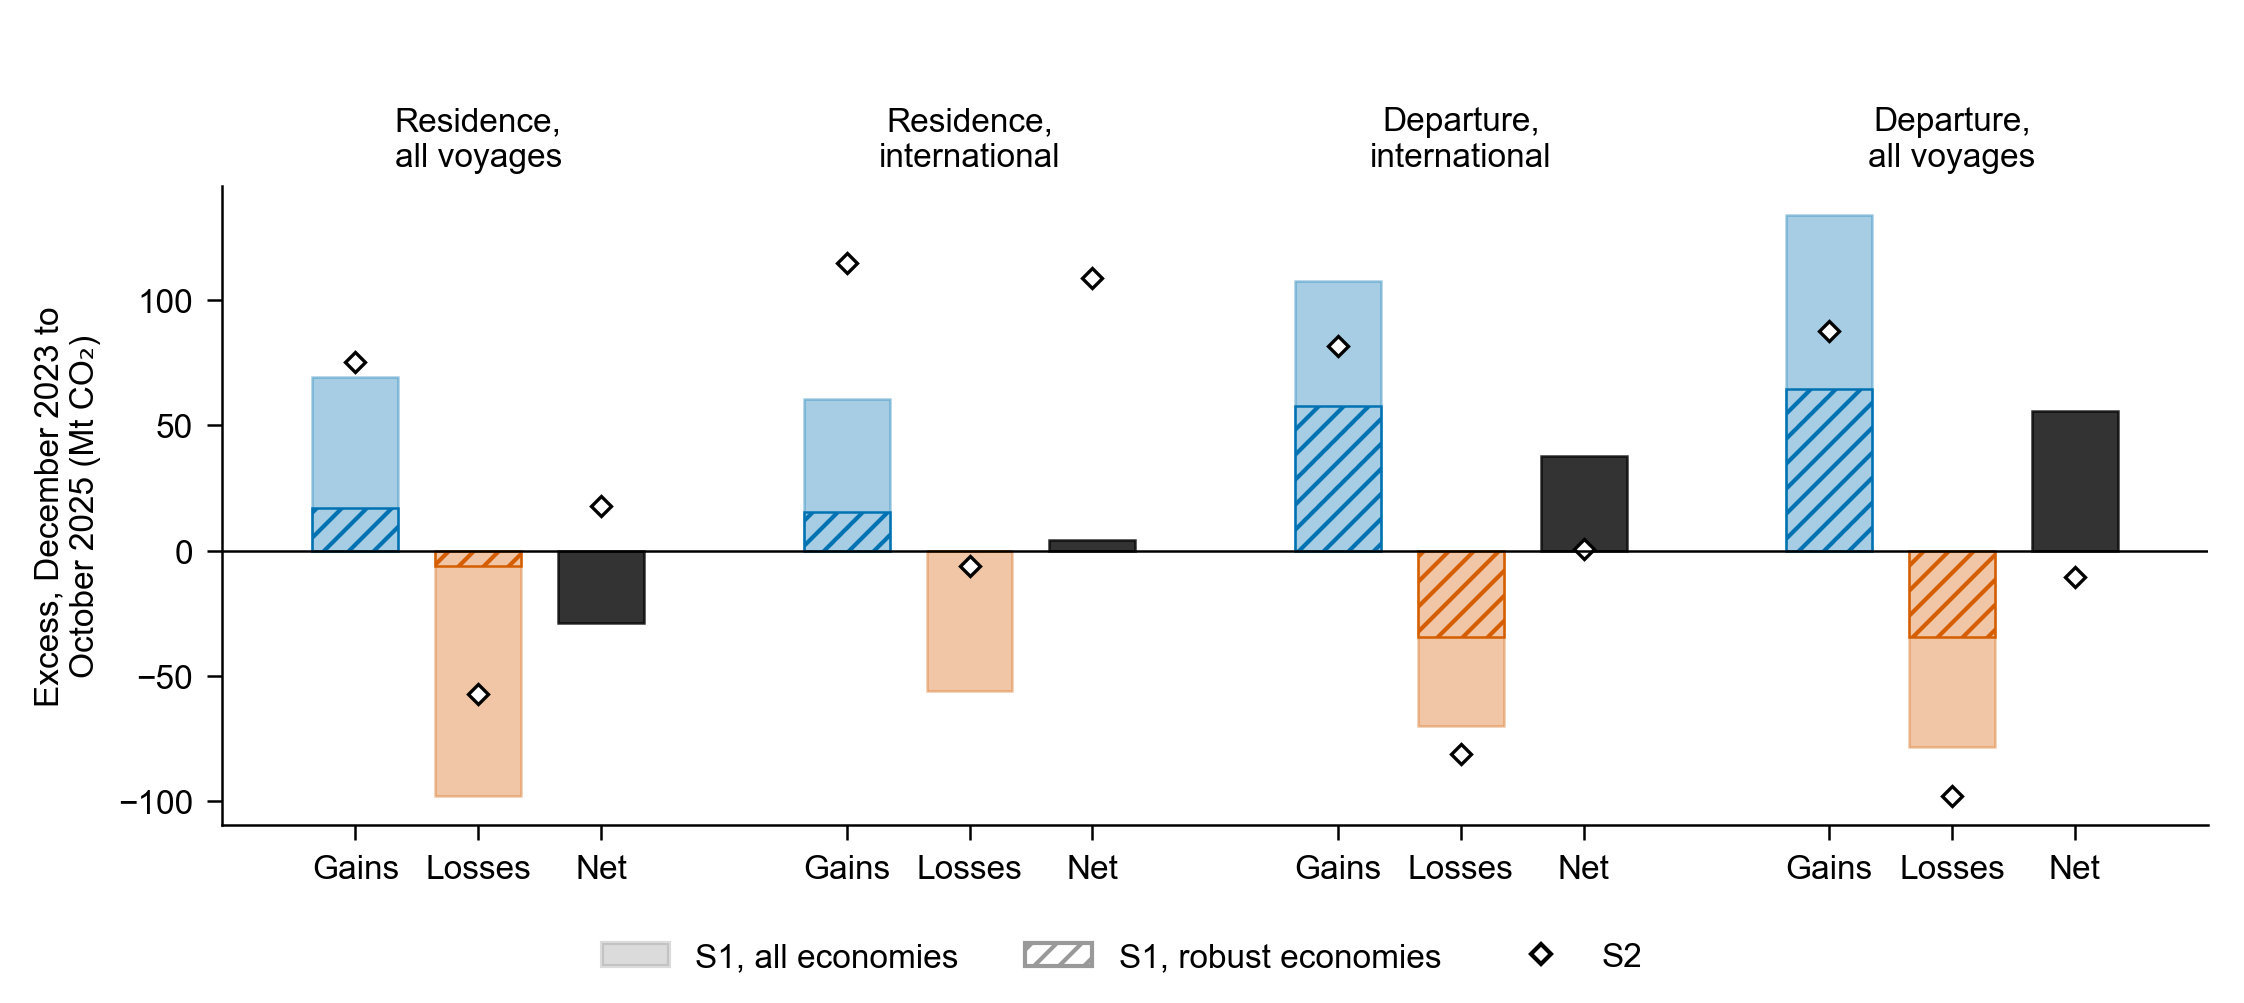 Residence,
all voyages
Residence,
international
Departure,
international
Departure,
all voyages
Excess, December 2023 to
October 2025 (Mt CO₂)
100
50
0
−50
−100
Gains Losses Net
Gains Losses Net
Gains Losses Net
Gains Losses Net
S1, all economies
S1, robust economies
S2